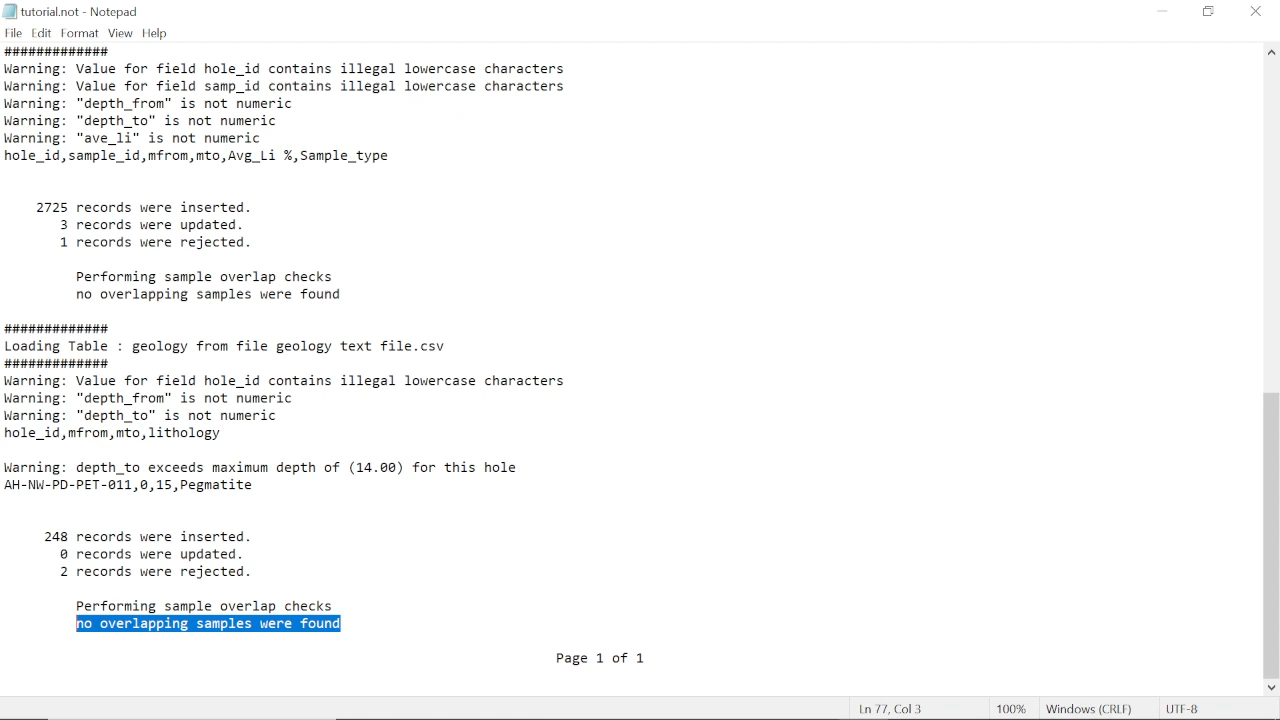 tutorial.not - Notepad
File Edit Format View Help
#############
Warning: Value for field hole_id contains illegal lowercase characters
Warning: Value for field samp_id contains illegal lowercase characters
Warning: "depth_from" is not numeric
Warning: "depth_to" is not numeric
Warning: "ave_li" is not numeric
hole_id,sample_id,mfrom,mto,Avg_Li %,Sample_type
2725 records were inserted.
3 records were updated.
1 records were rejected.
Performing sample overlap checks
no overlapping samples were found
#############
Loading Table : geology from file geology text file.csv
#############
Warning: Value for field hole_id contains illegal lowercase characters
Warning: "depth_from" is not numeric
Warning: "depth_to" is not numeric
hole_id,mfrom,mto,lithology
Warning: depth_to exceeds maximum depth of (14.00) for this hole
AH-NW-PD-PET-011,0,15,Pegmatite
248 records were inserted.
0 records were updated.
2 records were rejected.
Performing sample overlap checks
no overlapping samples were found
Page 1 of 1
Ln 77, Col 3 100% Windows (CRLF) UTF-8